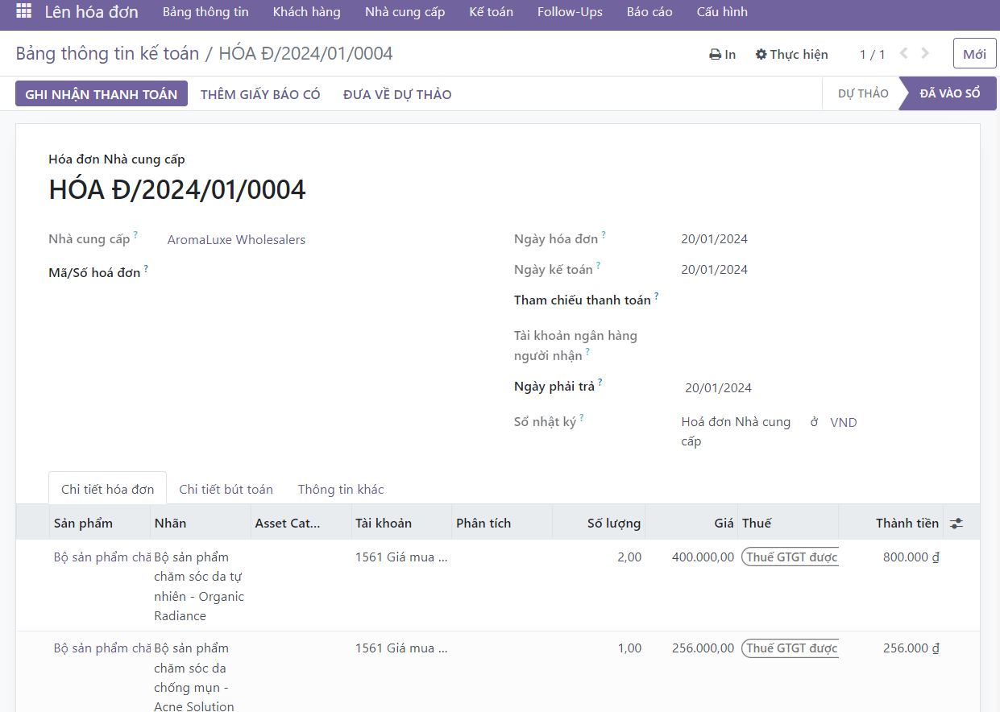 Lên hóa đơn Bảng thông tin Khách hàng Nhà cung cấp Kế toán Follow-Ups Báo cáo Cấu hình
Bảng thông tin kế toán / HÓA Đ/2024/01/0004 In Thực hiện 1 / 1 Mới
GHI NHẬN THANH TOÁN THÊM GIẤY BÁO CÓ ĐƯA VỀ DỰ THẢO DỰ THẢO ĐÃ VÀO SỔ
Hóa đơn Nhà cung cấp
HÓA Đ/2024/01/0004
Nhà cung cấp ? AromaLuxe Wholesalers
Mã/Số hoá đơn ?
Ngày hóa đơn ? 20/01/2024
Ngày kế toán ? 20/01/2024
Tham chiếu thanh toán ?
Tài khoản ngân hàng
người nhận ?
Ngày phải trả ? 20/01/2024
Sổ nhật ký ? Hoá đơn Nhà cung ở VND
cấp
Chi tiết hóa đơn Chi tiết bút toán Thông tin khác
Sản phẩm Nhãn Asset Cat... Tài khoản Phân tích Số lượng Giá Thuế Thành tiền
Bộ sản phẩm chă Bộ sản phẩm 1561 Giá mua ... 2,00 400.000,00 Thuế GTGT được 800.000 ₫
chăm sóc da tự
nhiên - Organic
Radiance
Bộ sản phẩm chă Bộ sản phẩm 1561 Giá mua ... 1,00 256.000,00 Thuế GTGT được 256.000 ₫
chăm sóc da
chống mụn -
Acne Solution